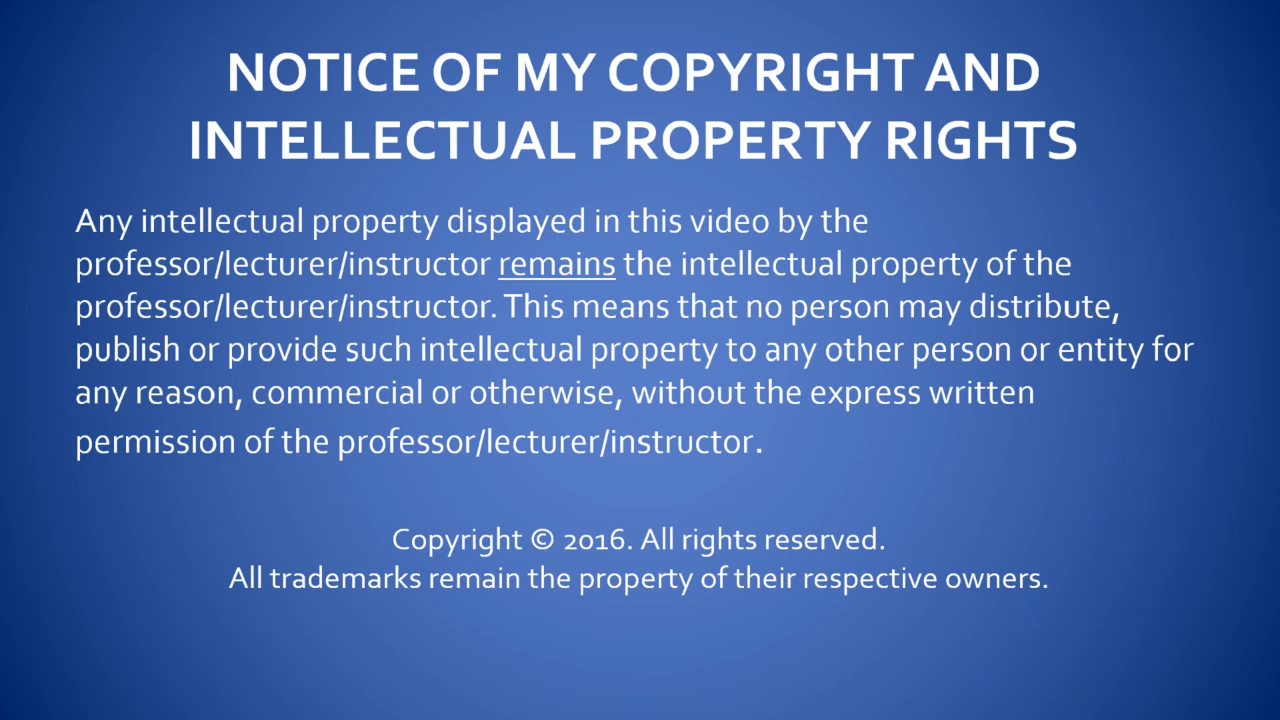 NOTICE OF MY COPYRIGHT AND
INTELLECTUAL PROPERTY RIGHTS
Any intellectual property displayed in this video by the
professor/lecturer/instructor remains the intellectual property of the
professor/lecturer/instructor. This means that no person may distribute,
publish or provide such intellectual property to any other person or entity for
any reason, commercial or otherwise, without the express written
permission of the professor/lecturer/instructor.
Copyright © 2016. All rights reserved.
All trademarks remain the property of their respective owners.